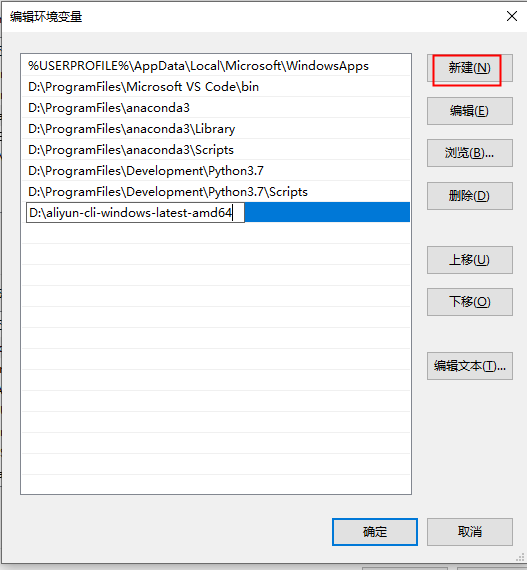 编辑环境变量
%USERPROFILE%\AppData\Local\Microsoft\WindowsApps
D:\ProgramFiles\Microsoft VS Code\bin
D:\ProgramFiles\anaconda3
D:\ProgramFiles\anaconda3\Library
D:\ProgramFiles\anaconda3\Scripts
D:\ProgramFiles\Development\Python3.7
D:\ProgramFiles\Development\Python3.7\Scripts
D:\aliyun-cli-windows-latest-amd64
新建(N)
编辑(E)
浏览(B)...
删除(D)
上移(U)
下移(O)
编辑文本(T)...
确定
取消